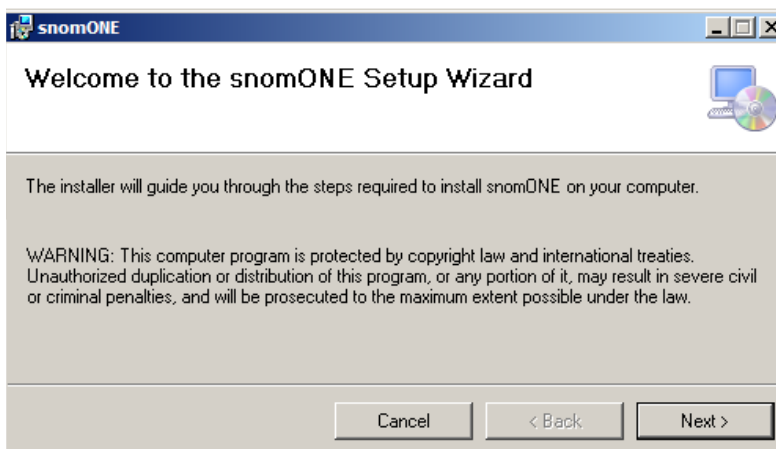 snomONE
Welcome to the snomONE Setup Wizard
The installer will guide you through the steps required to install snomONE on your computer.
WARNING: This computer program is protected by copyright law and international treaties.
Unauthorized duplication or distribution of this program, or any portion of it, may result in severe civil
or criminal penalties, and will be prosecuted to the maximum extent possible under the law.
Cancel
< Back
Next >